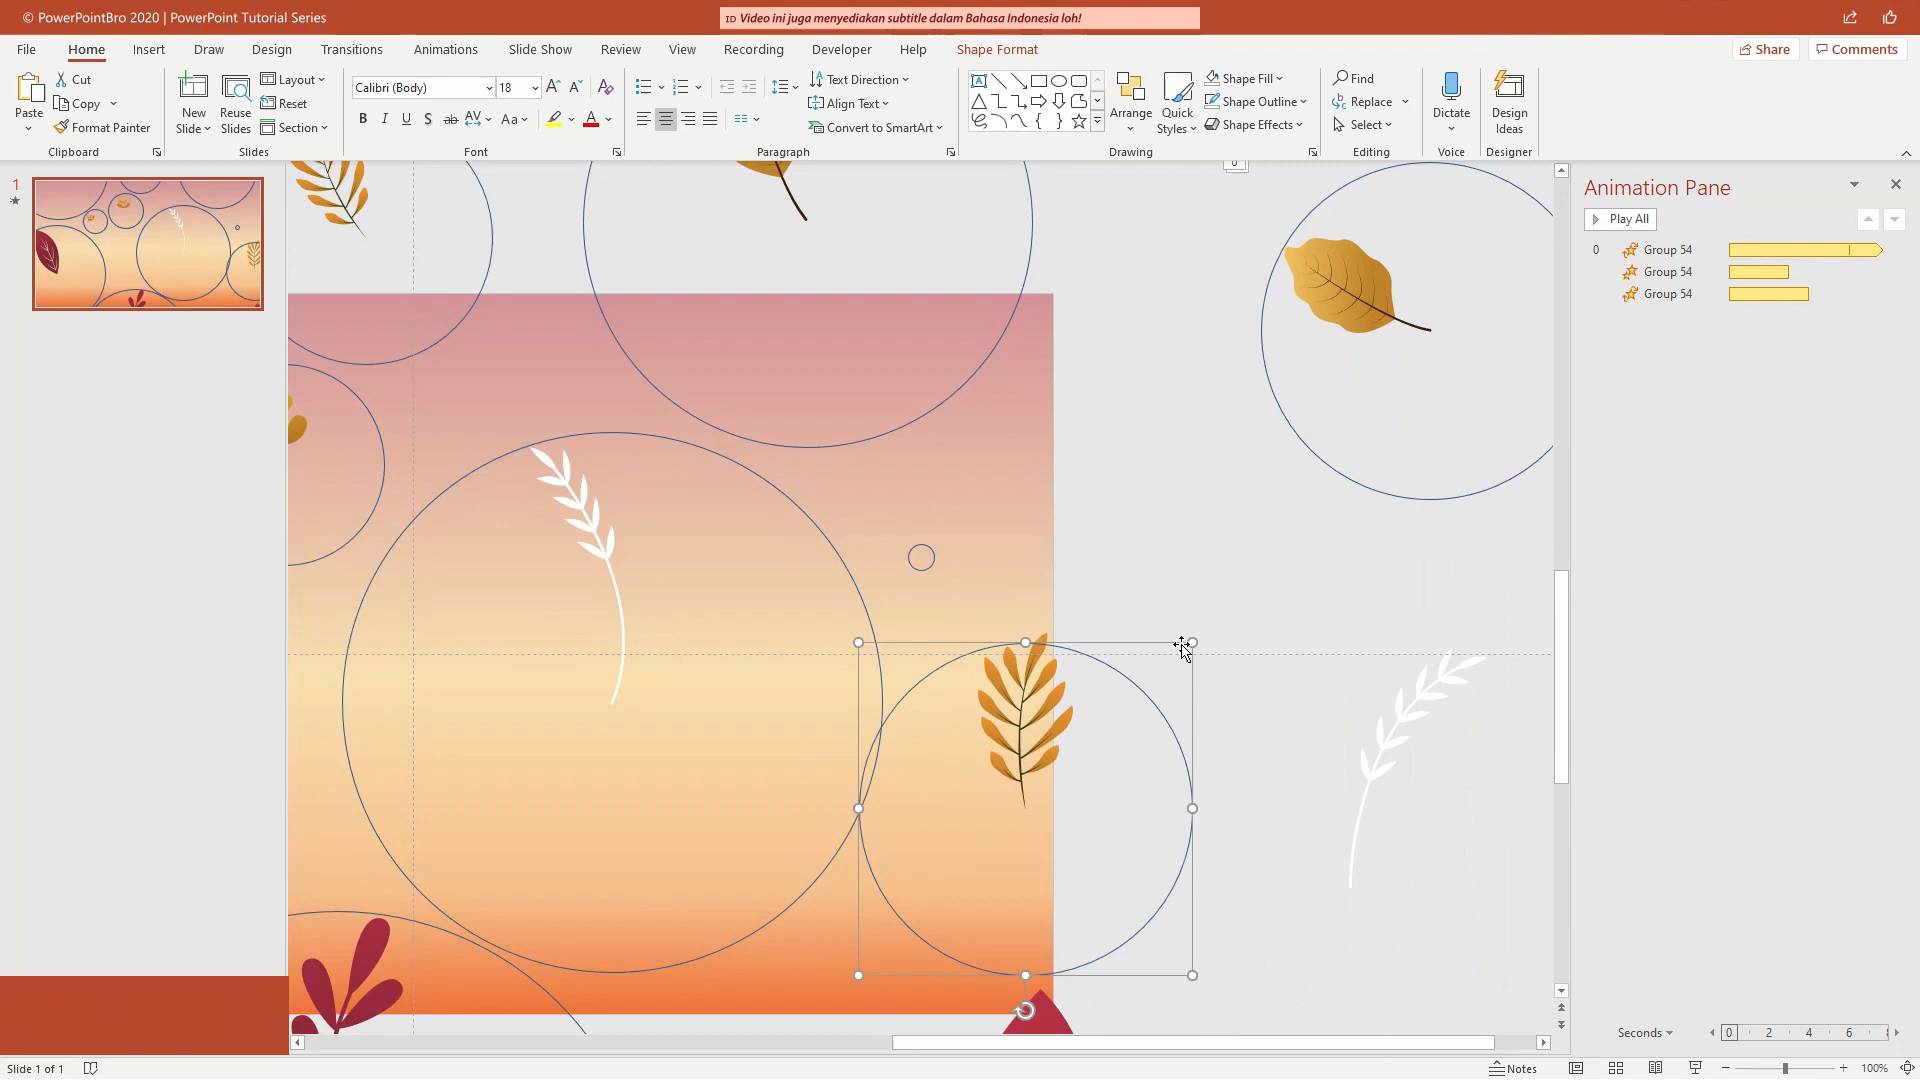 © PowerPointBro 2020 | PowerPoint Tutorial Series
ID Video ini juga menyediakan subtitle dalam Bahasa Indonesia loh!
File Home Insert Draw Design Transitions Animations Slide Show Review View Recording Developer Help Shape Format Share Comments
Paste
Cut
Copy
Format Painter
Clipboard
New Slide
Reuse Slides
Layout
Reset
Section
Slides
Calibri (Body) 18
B I U S ab AV Aa A
Font
Text Direction
Align Text
Convert to SmartArt
Paragraph
Arrange
Quick Styles
Shape Fill
Shape Outline
Shape Effects
Drawing
Find
Replace
Select
Editing
Dictate
Voice
Design Ideas
Designer
1
Animation Pane
Play All
0 Group 54
Group 54
Group 54
Seconds 0 2 4 6
Slide 1 of 1 Notes 100%